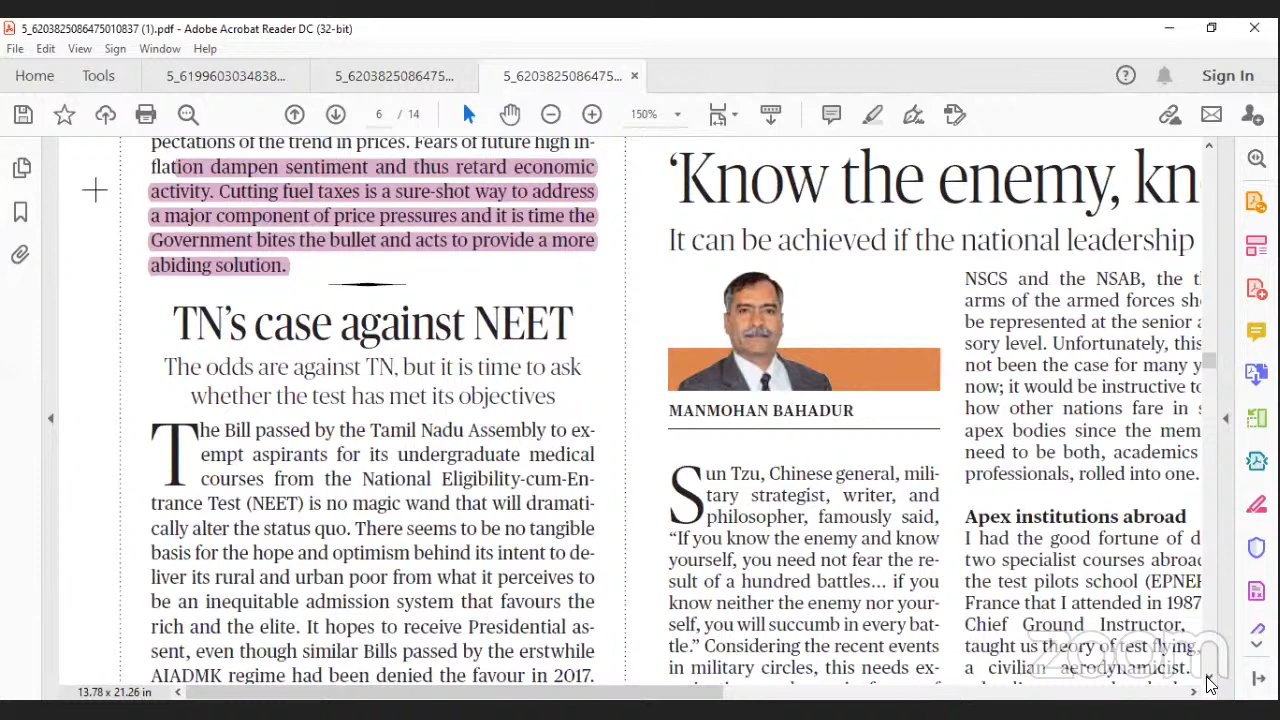 5_6203825086475010837 (1).pdf - Adobe Acrobat Reader DC (32-bit)
File Edit View Sign Window Help
Home Tools 5_6199603034838... 5_6203825086475... 5_6203825086475... × Sign In
6 / 14 150%
pectations of the trend in prices. Fears of future high in-
flation dampen sentiment and thus retard economic
activity. Cutting fuel taxes is a sure-shot way to address
a major component of price pressures and it is time the
Government bites the bullet and acts to provide a more
abiding solution.
TN's case against NEET
The odds are against TN, but it is time to ask
whether the test has met its objectives
The Bill passed by the Tamil Nadu Assembly to ex-
empt aspirants for its undergraduate medical
courses from the National Eligibility-cum-En-
trance Test (NEET) is no magic wand that will dramati-
cally alter the status quo. There seems to be no tangible
basis for the hope and optimism behind its intent to de-
liver its rural and urban poor from what it perceives to
be an inequitable admission system that favours the
rich and the elite. It hopes to receive Presidential as-
sent, even though similar Bills passed by the erstwhile
AIADMK regime had been denied the favour in 2017.
'Know the enemy, kn
It can be achieved if the national leadership
MANMOHAN BAHADUR
Sun Tzu, Chinese general, mili-
tary strategist, writer, and
philosopher, famously said,
"If you know the enemy and know
yourself, you need not fear the re-
sult of a hundred battles... if you
know neither the enemy nor your-
self, you will succumb in every bat-
tle." Considering the recent events
in military circles, this needs ex-
NSCS and the NSAB, the th
arms of the armed forces sh
be represented at the senior a
sory level. Unfortunately, this
not been the case for many y
now; it would be instructive to
how other nations fare in s
apex bodies since the mem
need to be both, academics
professionals, rolled into one.
Apex institutions abroad
I had the good fortune of d
two specialist courses abroad
the test pilots school (EPNER
France that I attended in 1987
Chief Ground Instructor,
taught us theory of test flying,
a civilian aerodynamicist.
zoom
13.78 x 21.26 in